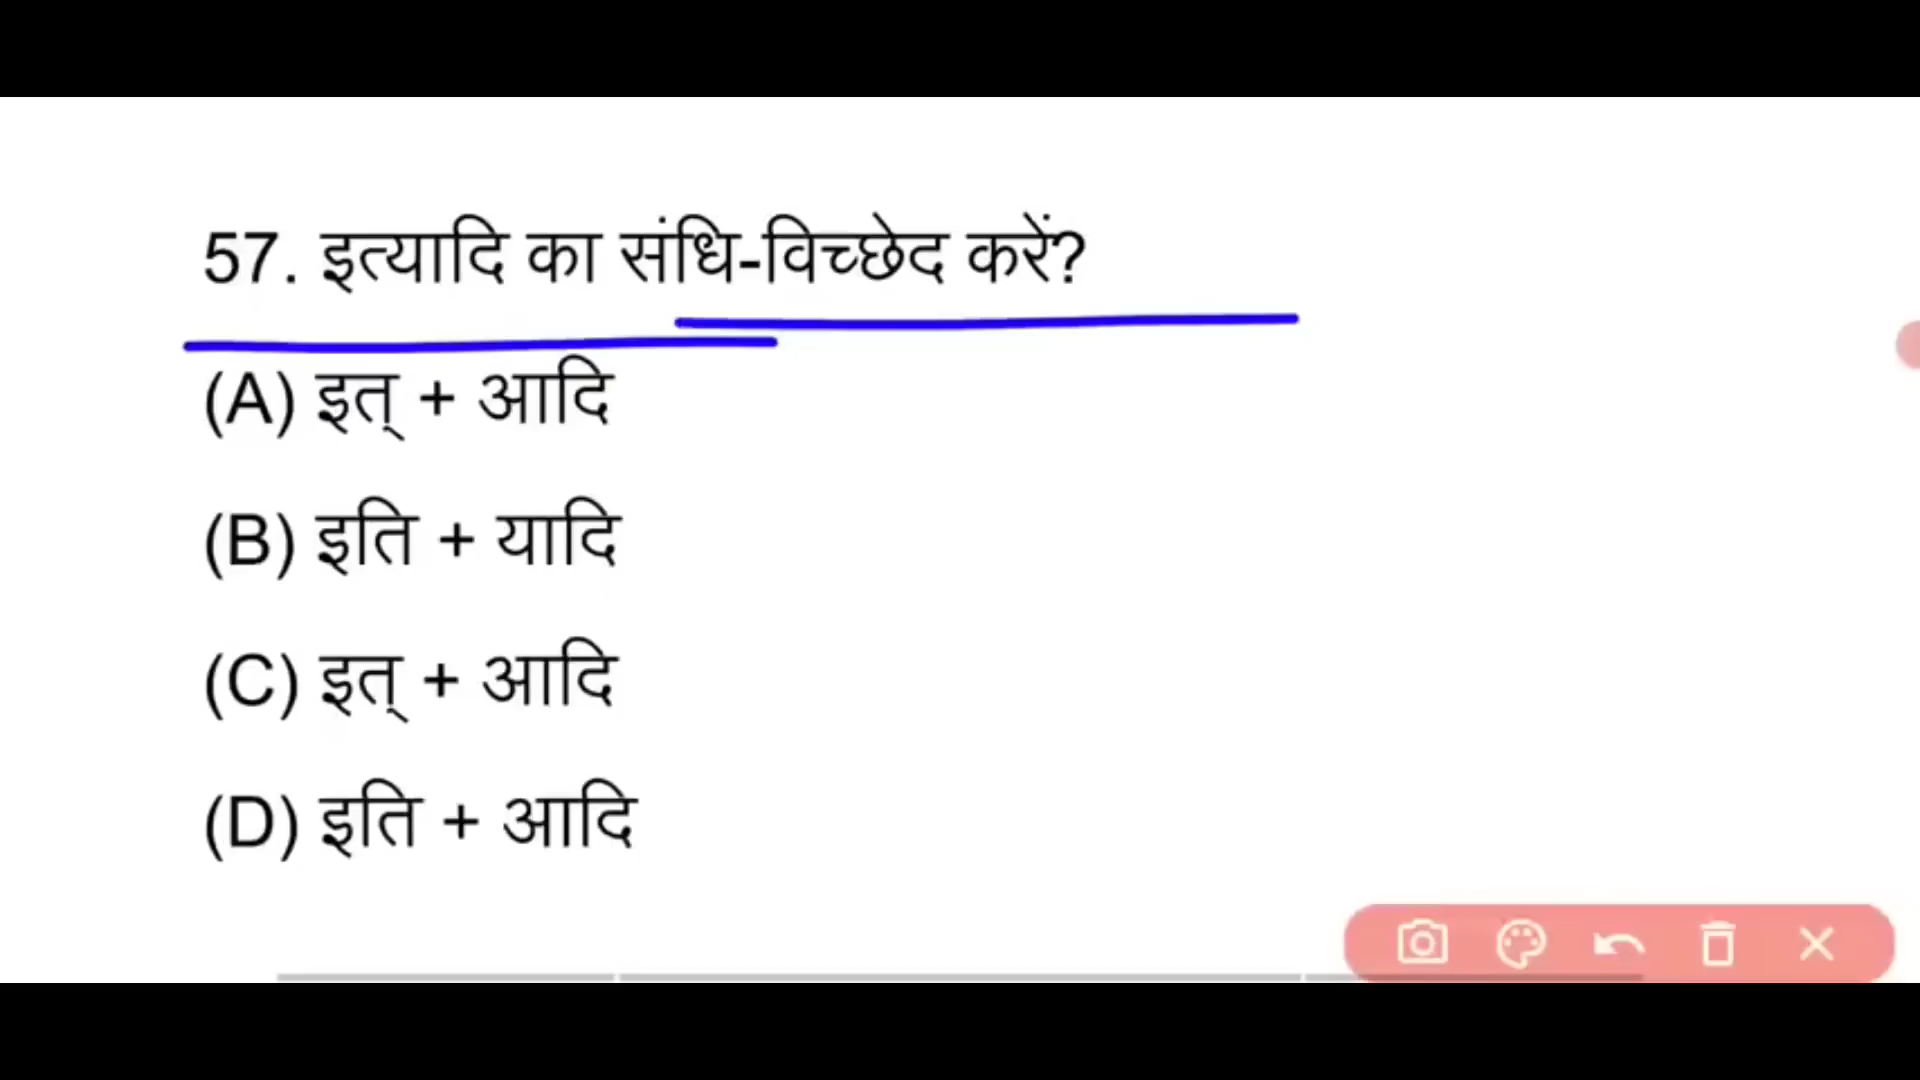 57. इत्यादि का संधि-विच्छेद करें?
(A) इत् + आदि
(B) इति + यादि
(C) इत् + आदि
(D) इति + आदि